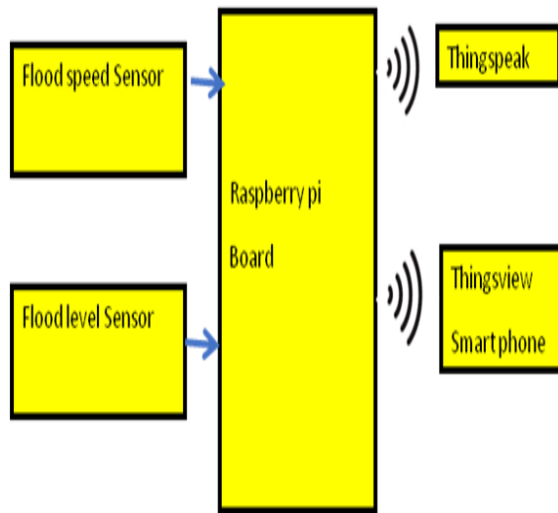 Flood speed Sensor
Thingspeak
Raspberry pi
Board
Flood level Sensor
Thingsview
Smart phone